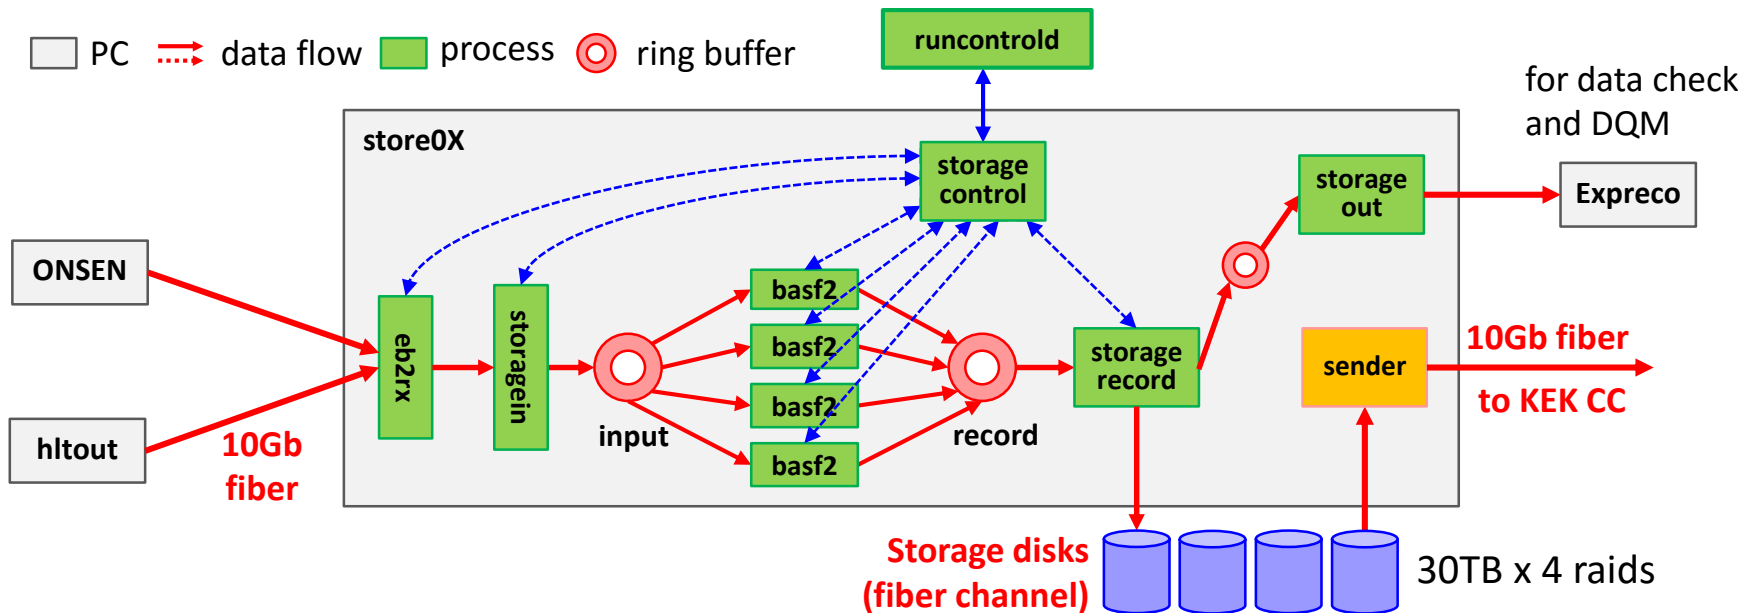 PC
data flow
process
ring buffer
runcontrold
for data check
and DQM
store0X
storage
control
storage
out
Expreco
ONSEN
hltout
10Gb
fiber
eb2rx
storagein
input
basf2
basf2
basf2
basf2
record
storage
record
sender
10Gb fiber
to KEK CC
Storage disks
(fiber channel)
30TB x 4 raids